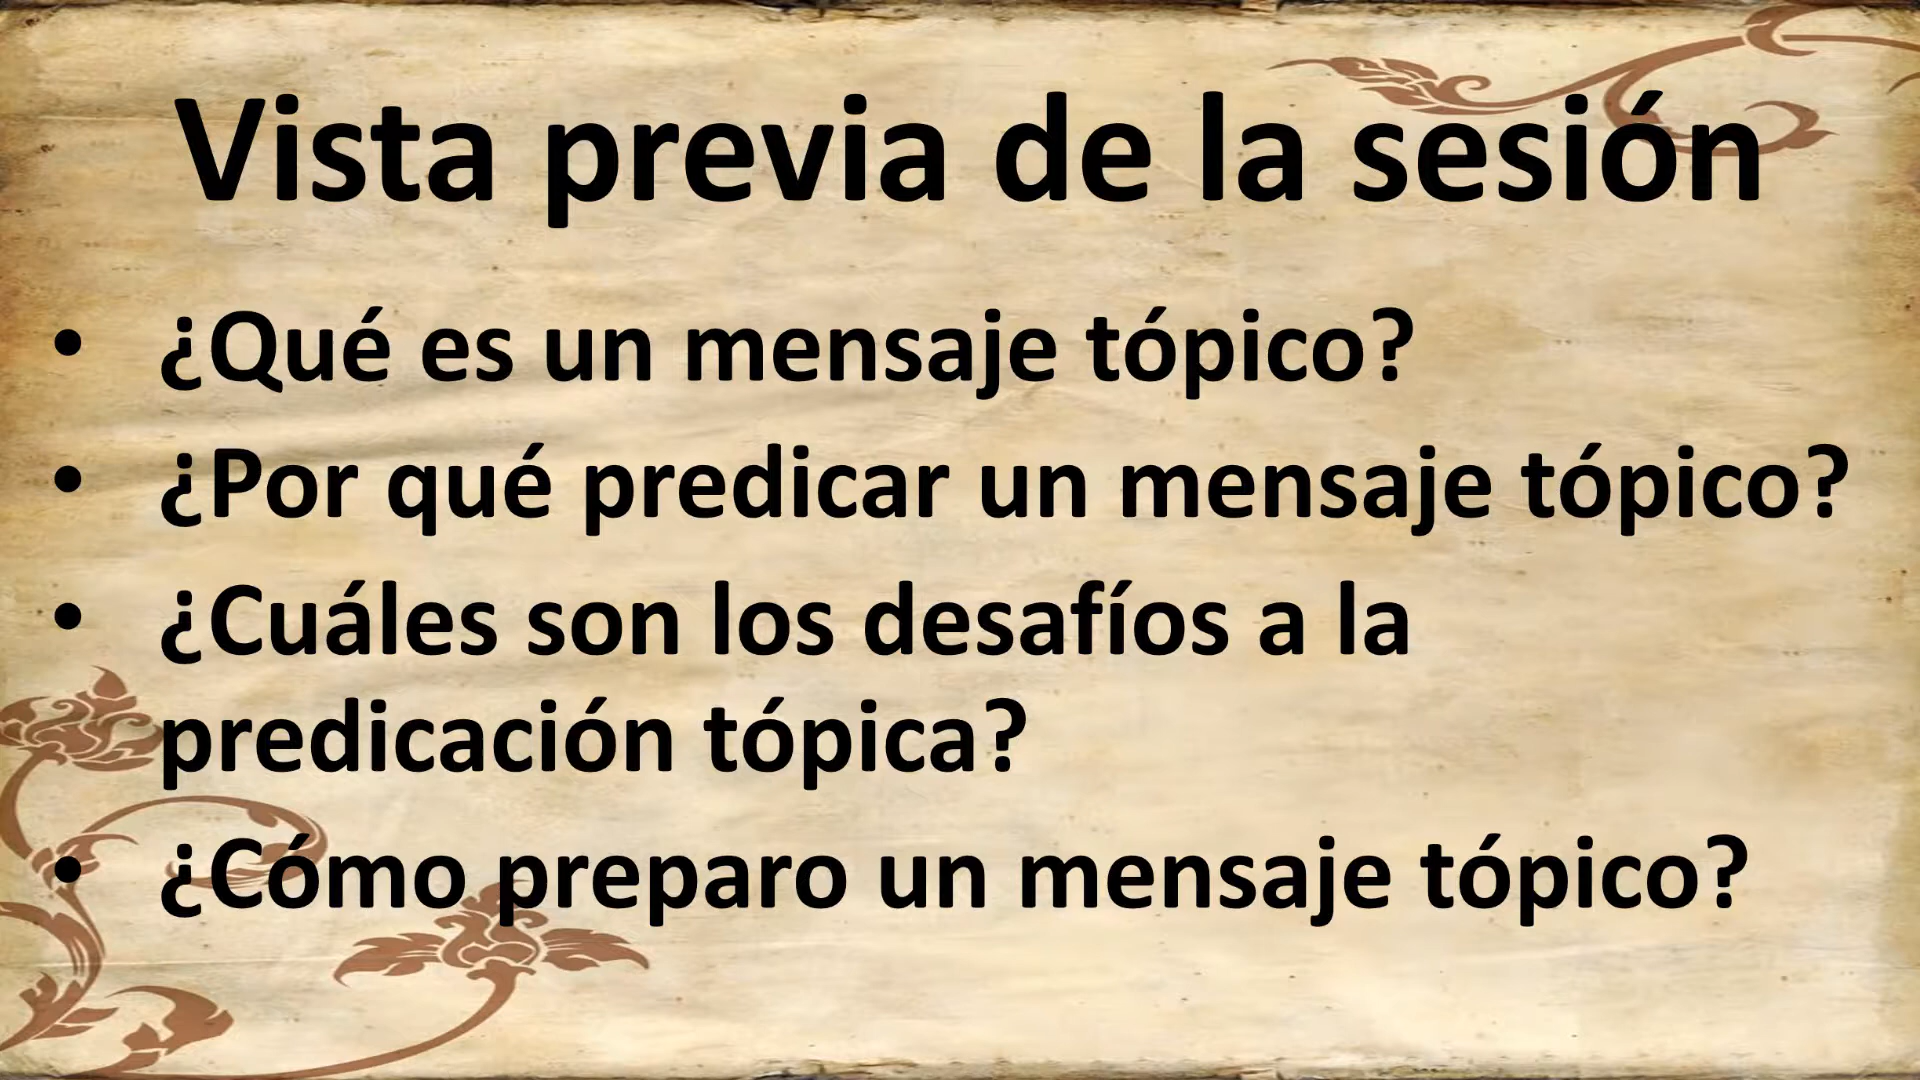 Vista previa de la sesión
• ¿Qué es un mensaje tópico?
• ¿Por qué predicar un mensaje tópico?
• ¿Cuáles son los desafíos a la
predicación tópica?
• ¿Cómo preparo un mensaje tópico?